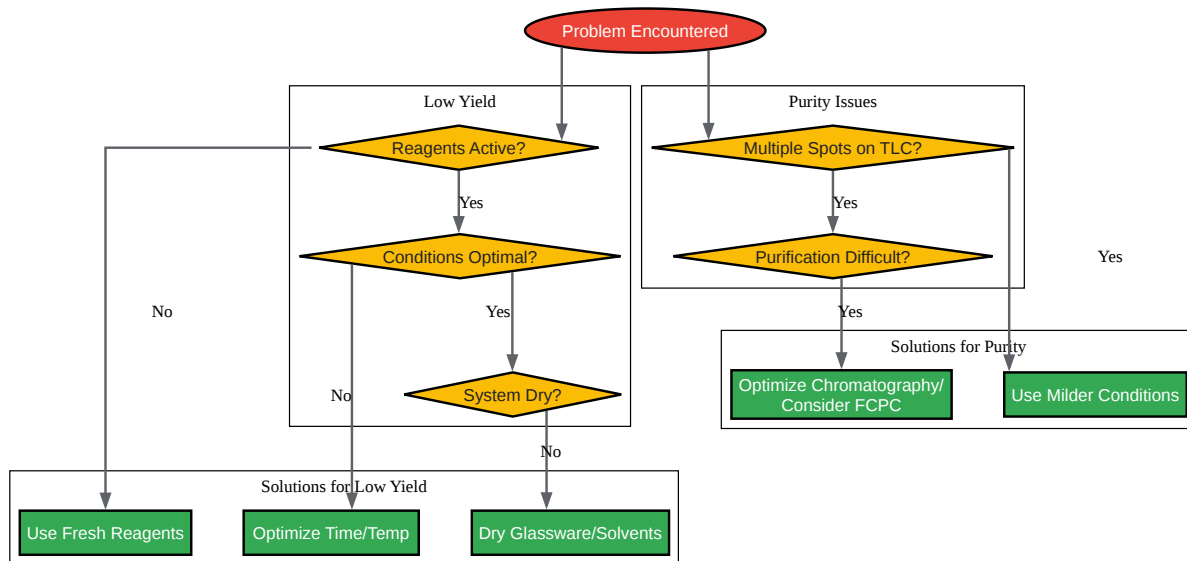 Problem Encountered
Low Yield
Purity Issues
Reagents Active?
Multiple Spots on TLC?
Yes
Yes
Conditions Optimal?
Purification Difficult?
Yes
No
Yes
Yes
Solutions for Purity
No
System Dry?
Optimize Chromatography/
Consider FCPC
Use Milder Conditions
No
Solutions for Low Yield
Use Fresh Reagents
Optimize Time/Temp
Dry Glassware/Solvents